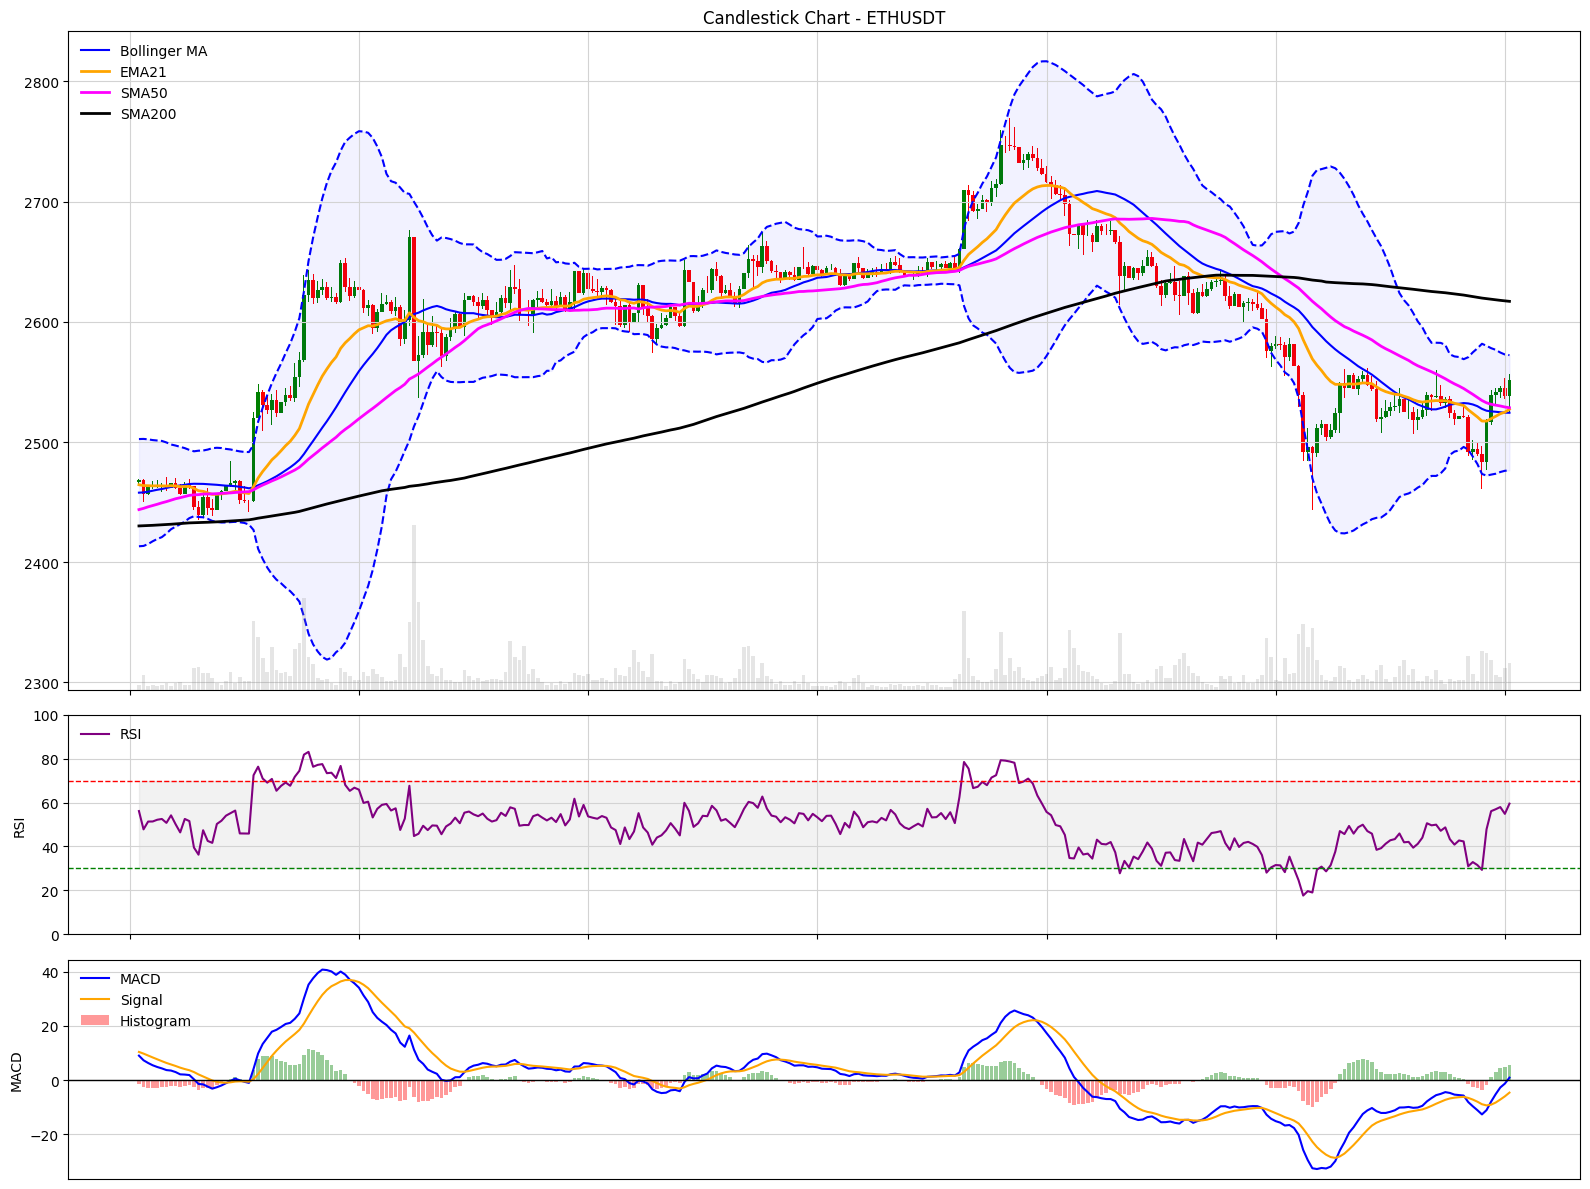 Candlestick Chart - ETHUSDT
Bollinger MA
EMA21
SMA50
SMA200
2800
2700
2600
2500
2400
2300
RSI
100
80
60
40
20
0
RSI
MACD
Signal
Histogram
40
20
0
−20
MACD